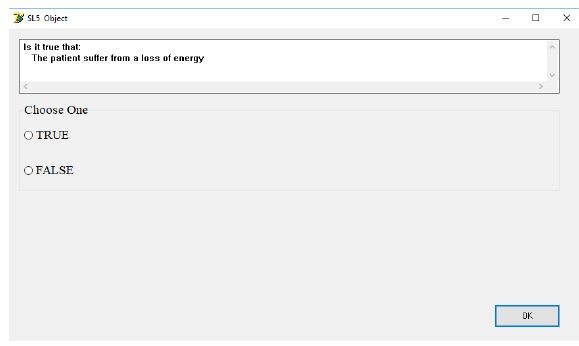 SL5 Object
Is it true that:
The patient suffer from a loss of energy
Choose One
TRUE
FALSE
OK